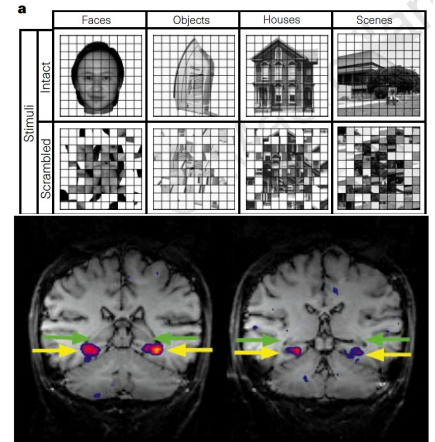 a
Faces Objects Houses Scenes
Stimuli
Intact
Scrambled